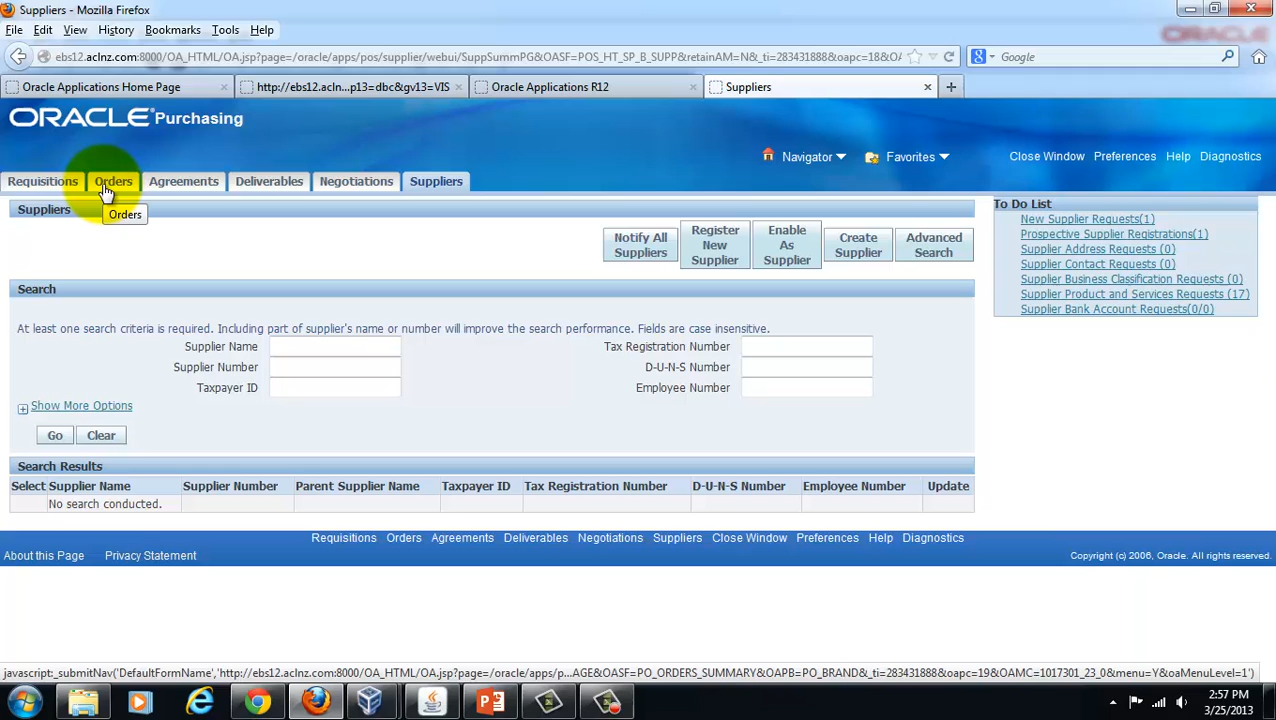 Suppliers - Mozilla Firefox
File Edit View History Bookmarks Tools Help
ORACLE
ebs12.aclnz.com:8000/OA_HTML/OA.jsp?page=/oracle/apps/pos/supplier/webui/SuppSummPG&OASF=POS_HT_SP_B_SUPP&retainAM=N&_ti=283431888&oapc=18&OA
Google
Oracle Applications Home Page
http://ebs12.acln...p13=dbc&gv13=VIS
Oracle Applications R12
Suppliers
ORACLE Purchasing
Navigator Favorites Close Window Preferences Help Diagnostics
Requisitions Orders Agreements Deliverables Negotiations Suppliers
Orders
Suppliers
Notify All Suppliers
Register New Supplier
Enable As Supplier
Create Supplier
Advanced Search
To Do List
New Supplier Requests(1)
Prospective Supplier Registrations(1)
Supplier Address Requests (0)
Supplier Contact Requests (0)
Supplier Business Classification Requests (0)
Supplier Product and Services Requests (17)
Supplier Bank Account Requests(0/0)
Search
At least one search criteria is required. Including part of supplier's name or number will improve the search performance. Fields are case insensitive.
Supplier Name Tax Registration Number
Supplier Number D-U-N-S Number
Taxpayer ID Employee Number
Show More Options
Go Clear
Search Results
Select Supplier Name Supplier Number Parent Supplier Name Taxpayer ID Tax Registration Number D-U-N-S Number Employee Number Update
No search conducted.
Requisitions Orders Agreements Deliverables Negotiations Suppliers Close Window Preferences Help Diagnostics
About this Page Privacy Statement Copyright (c) 2006, Oracle. All rights reserved.
javascript:_submitNav('DefaultFormName','http://ebs12.aclnz.com:8000/OA_HTML/OA.jsp?page=/oracle/apps/p...AGE&OASF=PO_ORDERS_SUMMARY&OAPB=PO_BRAND&_ti=283431888&oapc=19&OAMC=1017301_23_0&menu=Y&oaMenuLevel=1')
2:57 PM
3/25/2013